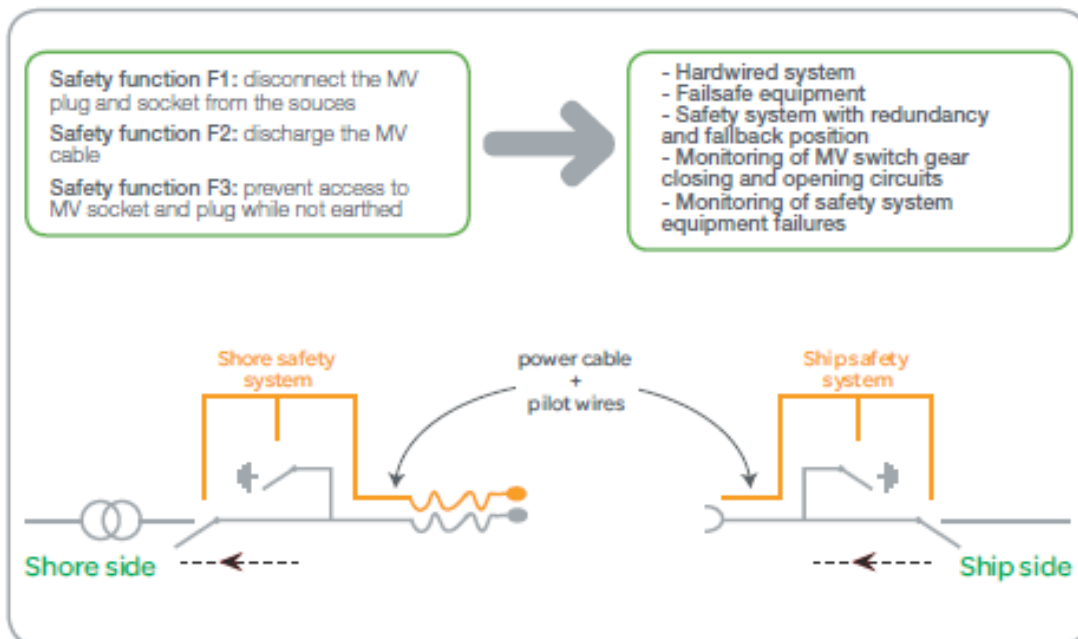 Safety function F1: disconnect the MV
plug and socket from the souces
Safety function F2: discharge the MV
cable
Safety function F3: prevent access to
MV socket and plug while not earthed
- Hardwired system
- Failsafe equipment
- Safety system with redundancy
and fallback position
- Monitoring of MV switch gear
closing and opening circuits
- Monitoring of safety system
equipment failures
Shore safety
system
power cable
+
pilot wires
Ship safety
system
Shore side
Ship side